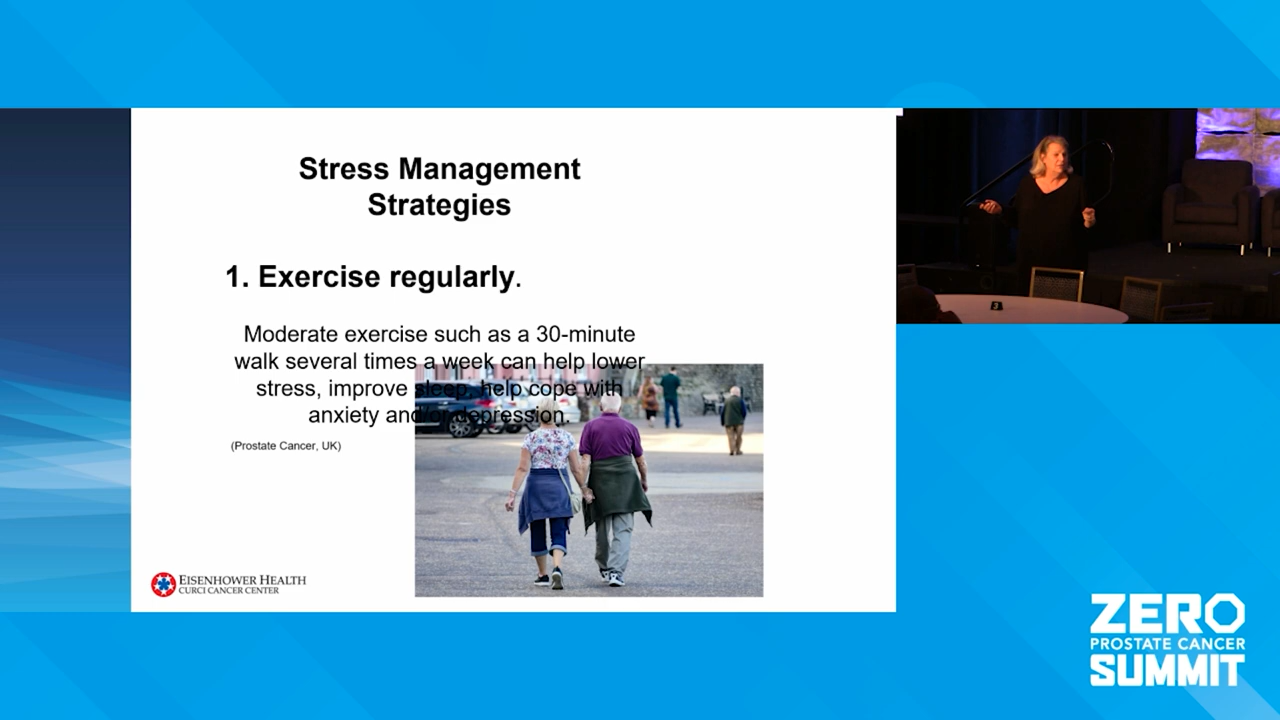 Stress Management
Strategies
1. Exercise regularly.
Moderate exercise such as a 30-minute
walk several times a week can help lower
stress, improve sleep, help cope with
anxiety and/or depression.
(Prostate Cancer, UK)
EISENHOWER HEALTH
CURCI CANCER CENTER
3
ZERO
PROSTATE CANCER
SUMMIT